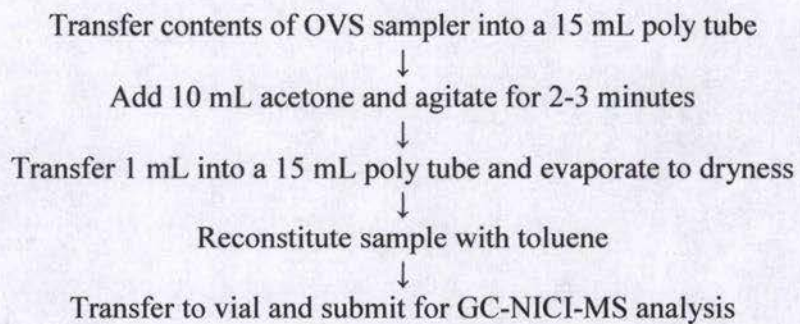 Transfer contents of OVS sampler into a 15 mL poly tube
↓
Add 10 mL acetone and agitate for 2-3 minutes
↓
Transfer 1 mL into a 15 mL poly tube and evaporate to dryness
↓
Reconstitute sample with toluene
↓
Transfer to vial and submit for GC-NICI-MS analysis